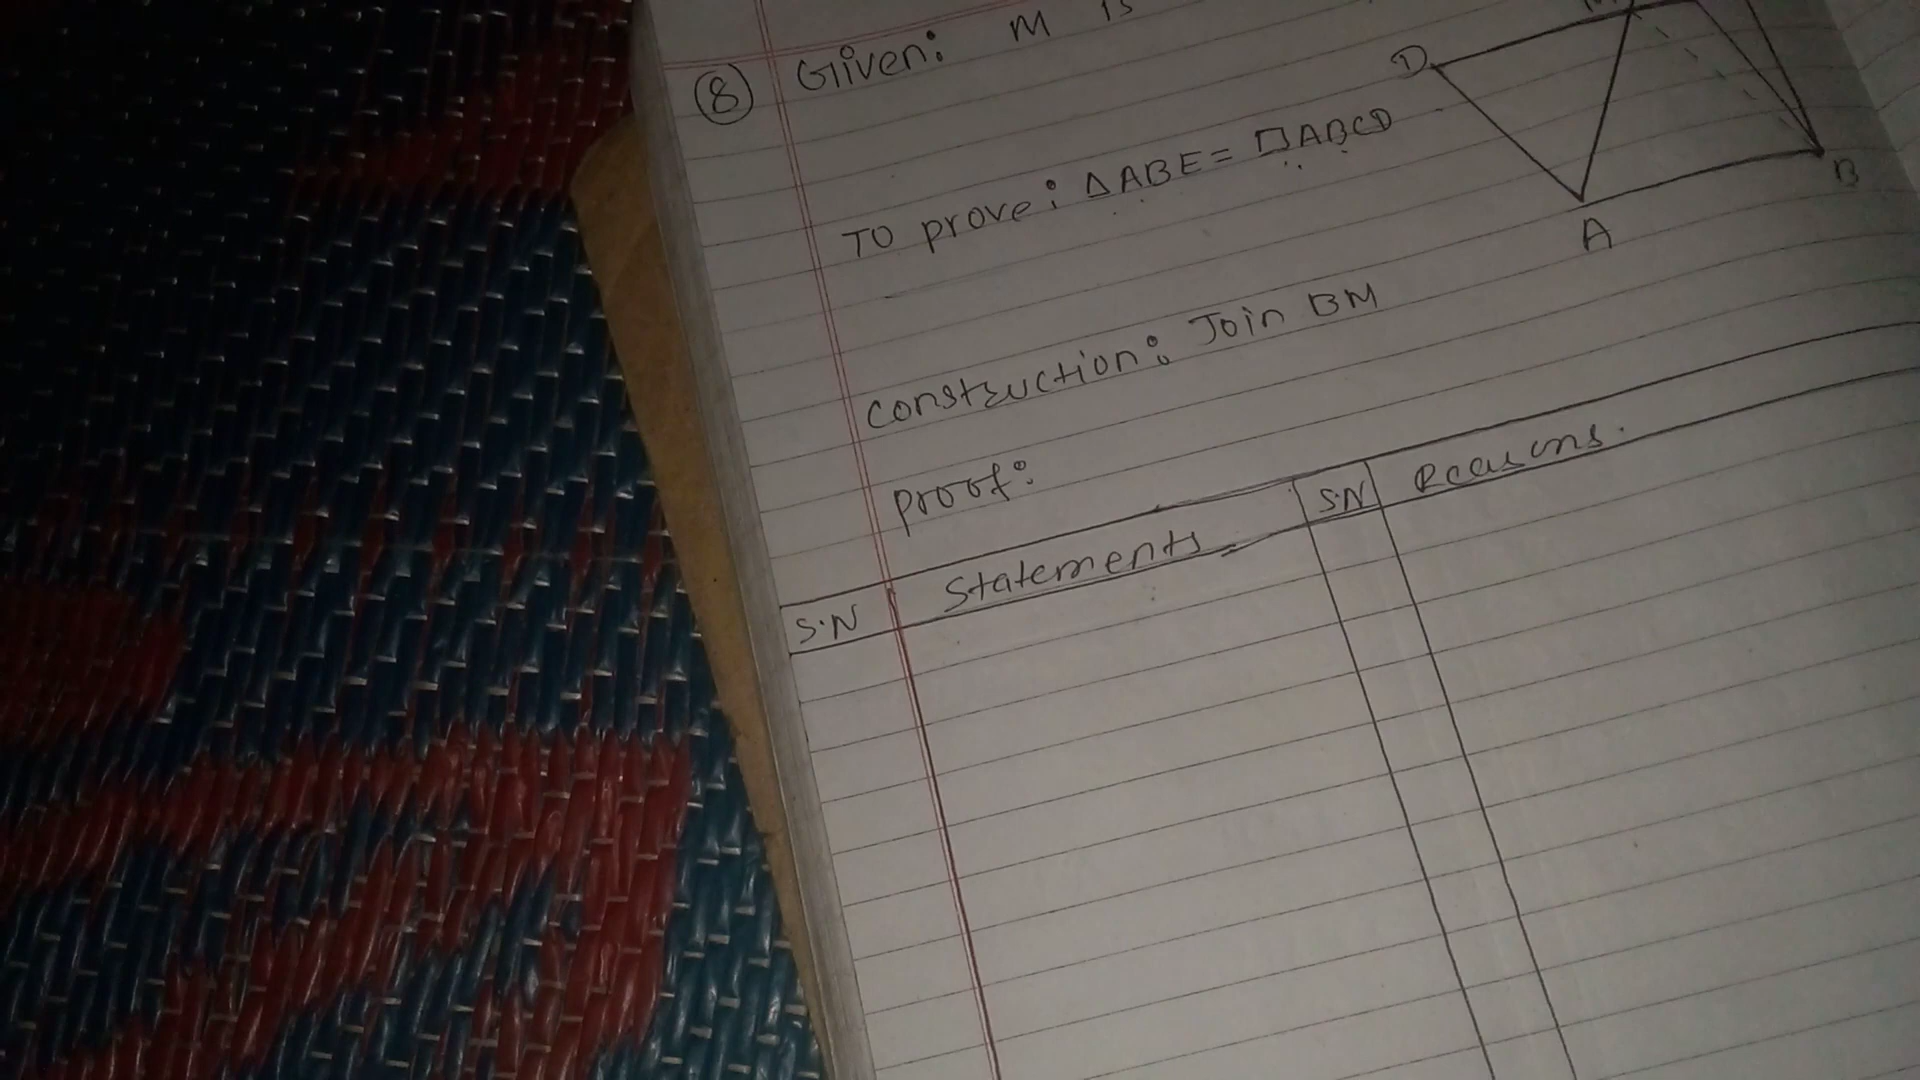 8 Given: M is
D
To prove: ΔABE = □ABCD
B
A
construction: Join BM
proof:
S.N Statements S.N Reasons.